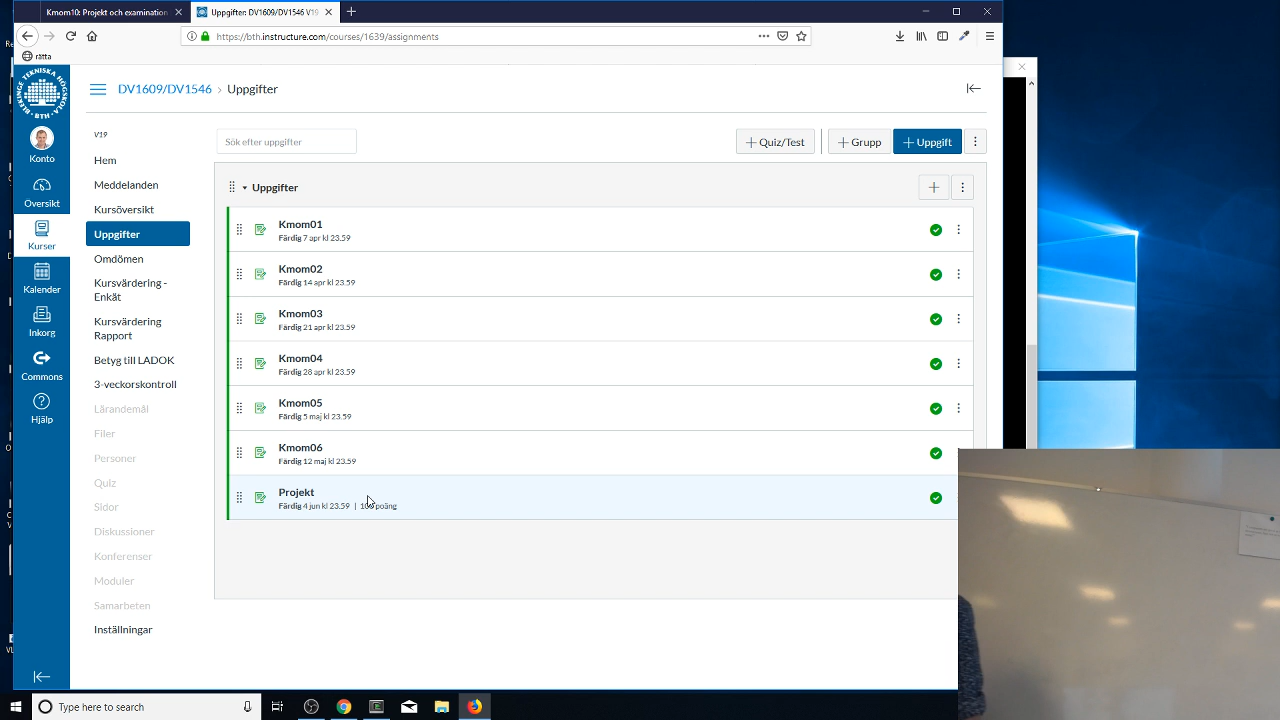 Kmom10: Projekt och examination
Uppgifter DV1609/DV1546 V19
https://bth.instructure.com/courses/1639/assignments
rätta
BLEKINGE TEKNISKA HÖGSKOLA
BTH
DV1609/DV1546 › Uppgifter
Konto
Översikt
Kurser
Kalender
Inkorg
Commons
Hjälp
V19
Hem
Meddelanden
Kursöversikt
Uppgifter
Omdömen
Kursvärdering -
Enkät
Kursvärdering
Rapport
Betyg till LADOK
3-veckorskontroll
Lärandemål
Filer
Personer
Quiz
Sidor
Diskussioner
Konferenser
Moduler
Samarbeten
Inställningar
Sök efter uppgifter
+ Quiz/Test
+ Grupp
+ Uppgift
Uppgifter
Kmom01
Färdig 7 apr kl 23.59
Kmom02
Färdig 14 apr kl 23.59
Kmom03
Färdig 21 apr kl 23.59
Kmom04
Färdig 28 apr kl 23.59
Kmom05
Färdig 5 maj kl 23.59
Kmom06
Färdig 12 maj kl 23.59
Projekt
Färdig 4 jun kl 23.59 | poäng
Type here to search